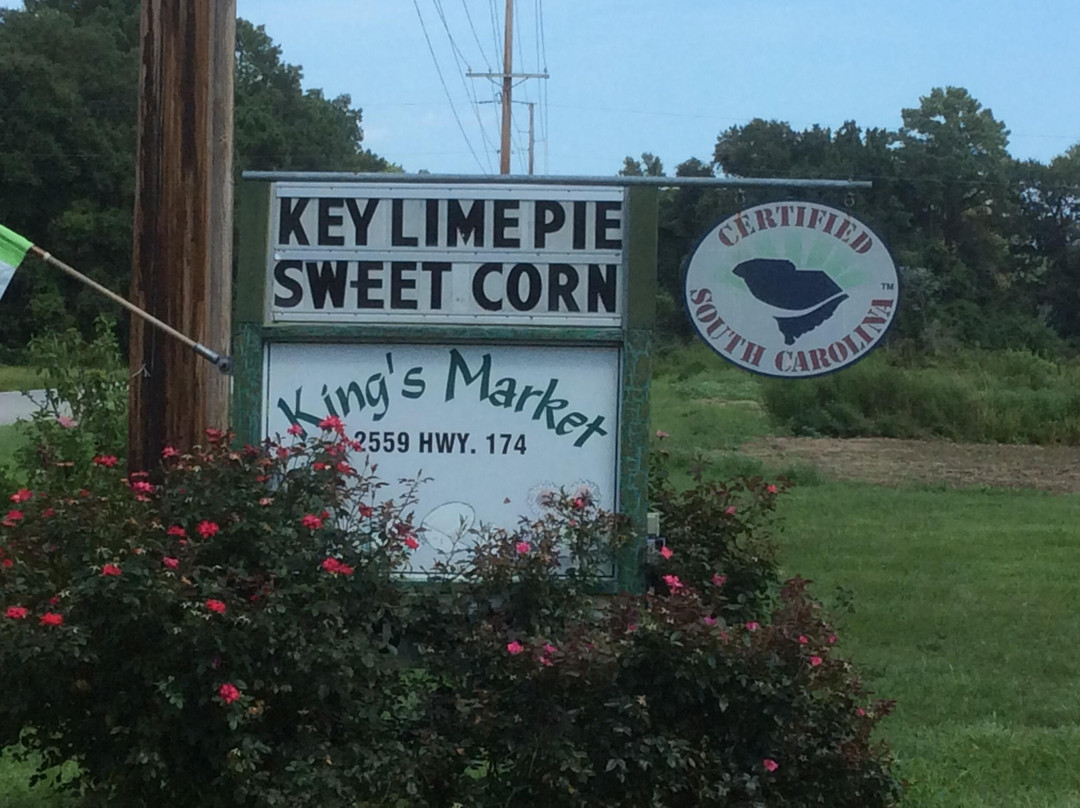 KEY LIME PIE
SWEET CORN
King's Market
2559 HWY. 174
CERTIFIED
SOUTH CAROLINA
TM